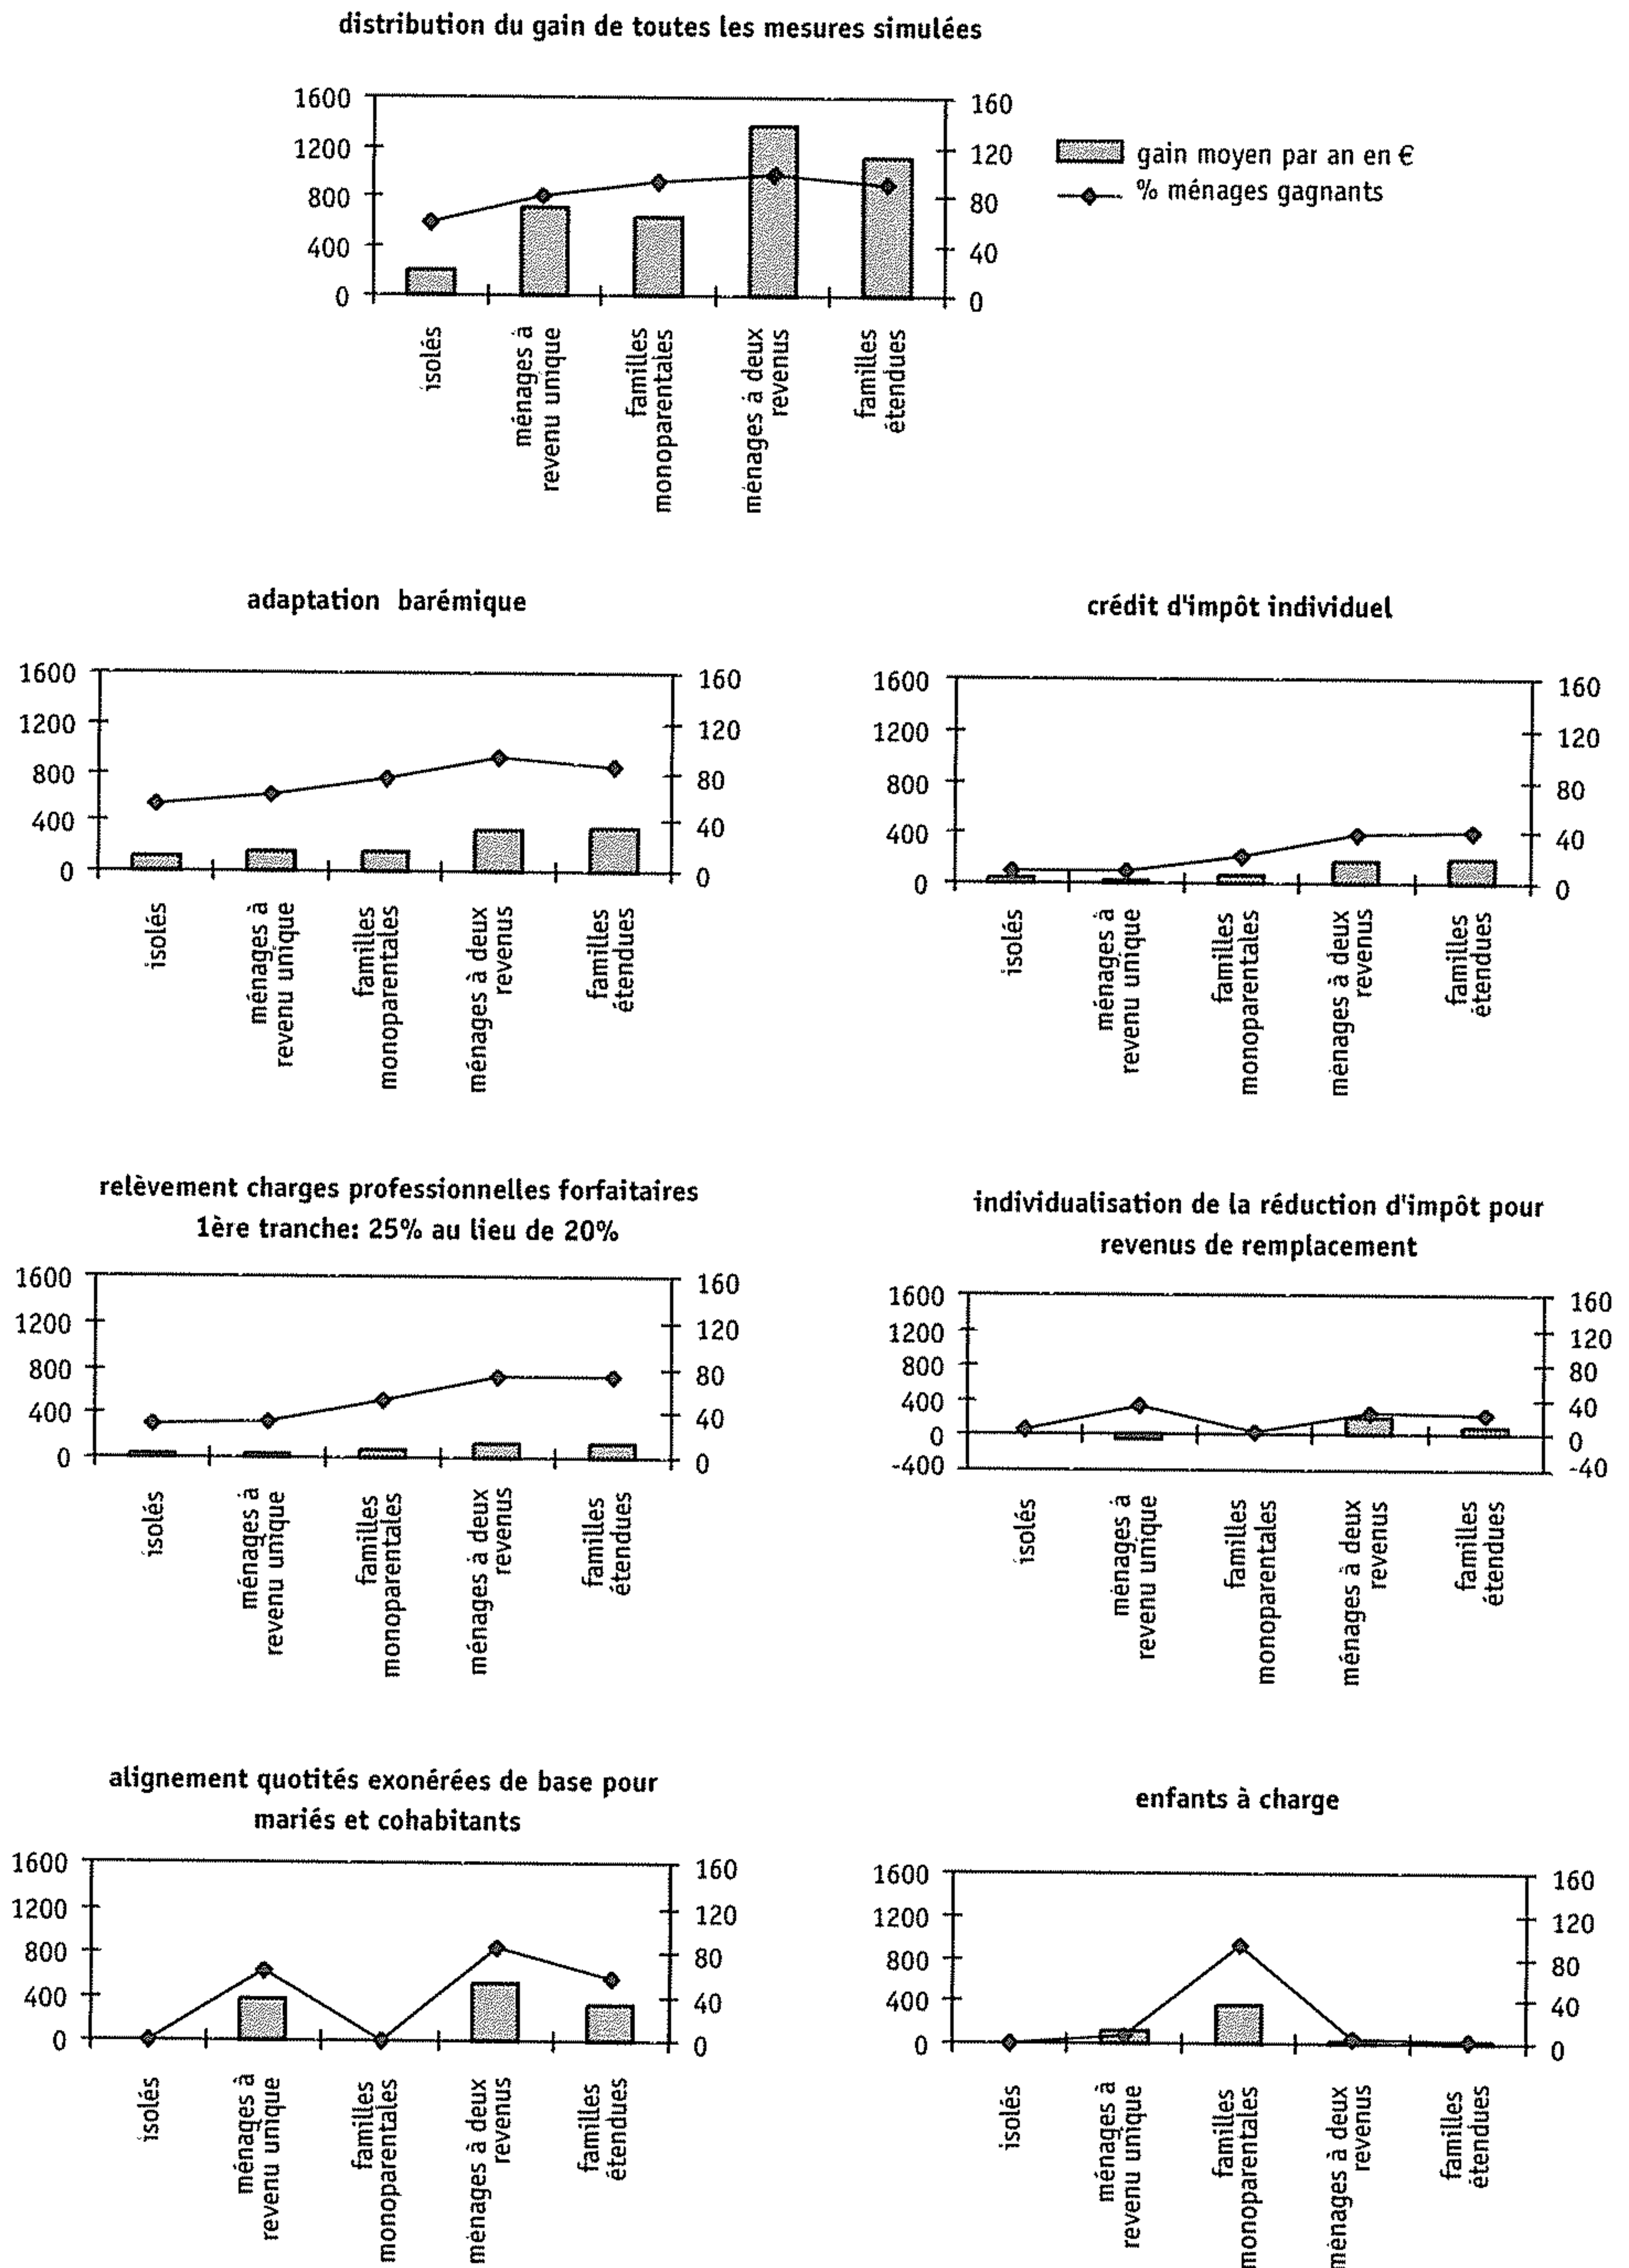 distribution du gain de toutes les mesures simulées
1600
1200
800
400
0
160
120
80
40
0
gain moyen par an en €
% ménages gagnants
isolés
ménages à
revenu unique
familles
monoparentales
ménages à deux
revenus
familles
étendues
adaptation barémique
1600
1200
800
400
0
160
120
80
40
0
isolés
ménages à
revenu unique
familles
monoparentales
ménages à deux
revenus
familles
étendues
crédit d'impôt individuel
1600
1200
800
400
0
160
120
80
40
0
isolés
ménages à
revenu unique
familles
monoparentales
ménages à deux
revenus
familles
étendues
relèvement charges professionnelles forfaitaires
1ère tranche: 25% au lieu de 20%
1600
1200
800
400
0
160
120
80
40
0
isolés
ménages à
revenu unique
familles
monoparentales
ménages à deux
revenus
familles
étendues
individualisation de la réduction d'impôt pour
revenus de remplacement
1600
1200
800
400
0
-400
160
120
80
40
0
-40
isolés
ménages à
revenu unique
familles
monoparentales
ménages à deux
revenus
familles
étendues
alignement quotités exonérées de base pour
mariés et cohabitants
1600
1200
800
400
0
160
120
80
40
0
isolés
ménages à
revenu unique
familles
monoparentales
ménages à deux
revenus
familles
étendues
enfants à charge
1600
1200
800
400
0
160
120
80
40
0
isolés
ménages à
revenu unique
familles
monoparentales
ménages à deux
revenus
familles
étendues